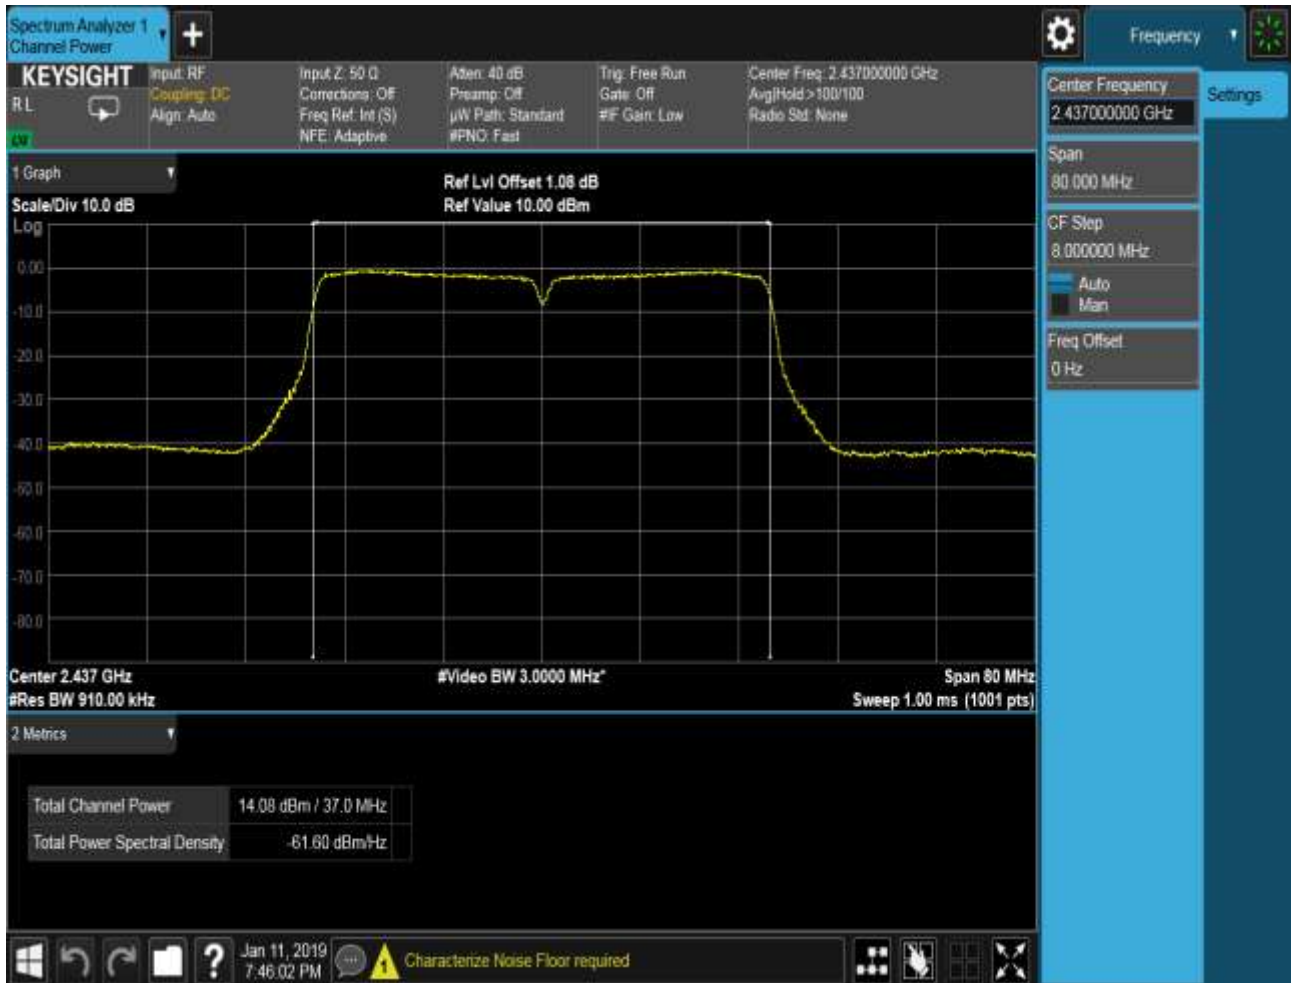 Spectrum Analyzer 1
Channel Power
Frequency
KEYSIGHT
R L
Input: RF
Coupling: DC
Align: Auto
Input Z: 50 Ω
Corrections: Off
Freq Ref: Int (S)
NFE: Adaptive
Atten: 40 dB
Preamp: Off
µW Path: Standard
#PNO: Fast
Trig: Free Run
Gate: Off
#IF Gain: Low
Center Freq: 2.437000000 GHz
Avg|Hold:>100/100
Radio Std: None
Center Frequency
2.437000000 GHz
Settings
Span
80.000 MHz
CF Step
8.000000 MHz
Auto
Man
Freq Offset
0 Hz
1 Graph
Ref Lvl Offset 1.08 dB
Scale/Div 10.0 dB
Ref Value 10.00 dBm
Log
0.00
-10.0
-20.0
-30.0
-40.0
-50.0
-60.0
-70.0
-80.0
Center 2.437 GHz
#Video BW 3.0000 MHz*
Span 80 MHz
#Res BW 910.00 kHz
Sweep 1.00 ms (1001 pts)
2 Metrics
Total Channel Power 14.08 dBm / 37.0 MHz
Total Power Spectral Density -61.60 dBm/Hz
?
Jan 11, 2019
7:46:02 PM
1
Characterize Noise Floor required